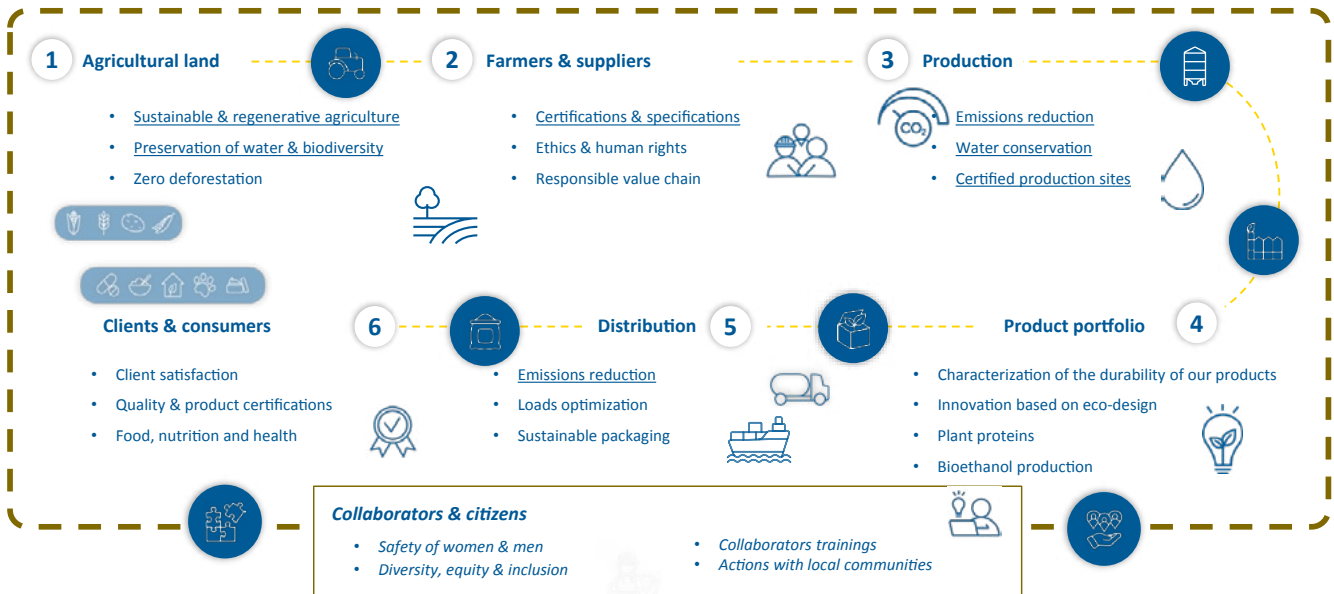 1 Agricultural land
• Sustainable & regenerative agriculture
• Preservation of water & biodiversity
• Zero deforestation
2 Farmers & suppliers
• Certifications & specifications
• Ethics & human rights
• Responsible value chain
3 Production
CO₂
• Emissions reduction
• Water conservation
• Certified production sites
Product portfolio 4
• Characterization of the durability of our products
• Innovation based on eco-design
• Plant proteins
• Bioethanol production
Distribution 5
• Emissions reduction
• Loads optimization
• Sustainable packaging
Clients & consumers 6
• Client satisfaction
• Quality & product certifications
• Food, nutrition and health
Collaborators & citizens
• Safety of women & men
• Diversity, equity & inclusion
• Collaborators trainings
• Actions with local communities